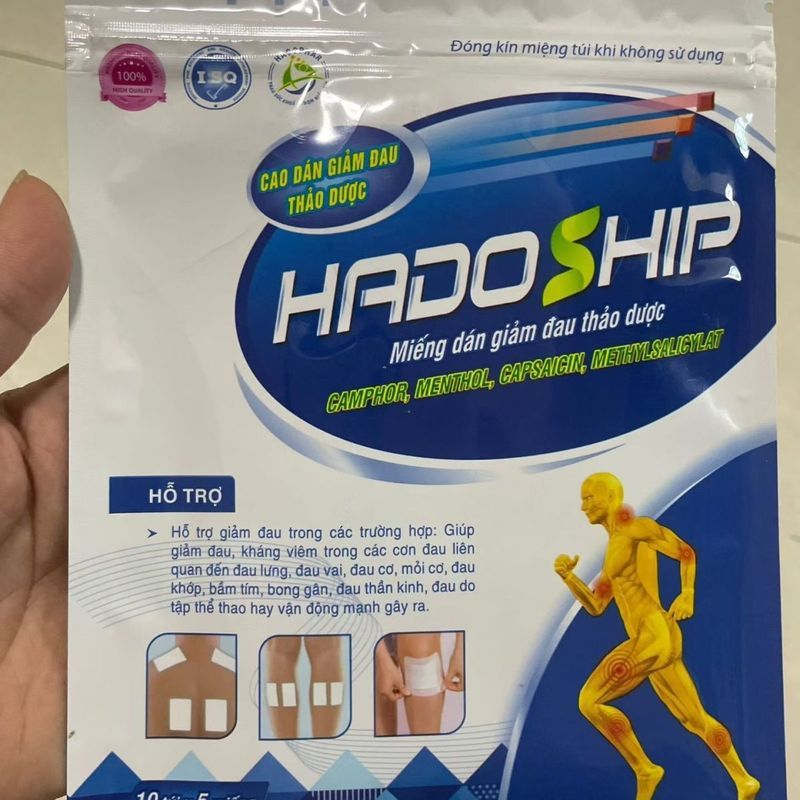 Đóng kín miệng túi khi không sử dụng
100%
HIGH QUALITY
ISO
CAO DÁN GIẢM ĐAU
THẢO DƯỢC
HADOSHIP
Miếng dán giảm đau thảo dược
CAMPHOR, MENTHOL, CAPSAICIN, METHYLSALICYLAT
HỖ TRỢ
Hỗ trợ giảm đau trong các trường hợp: Giúp
giảm đau, kháng viêm trong các cơn đau liên
quan đến đau lưng, đau vai, đau cơ, mỏi cơ, đau
khớp, bầm tím, bong gân, đau thần kinh, đau do
tập thể thao hay vận động mạnh gây ra.